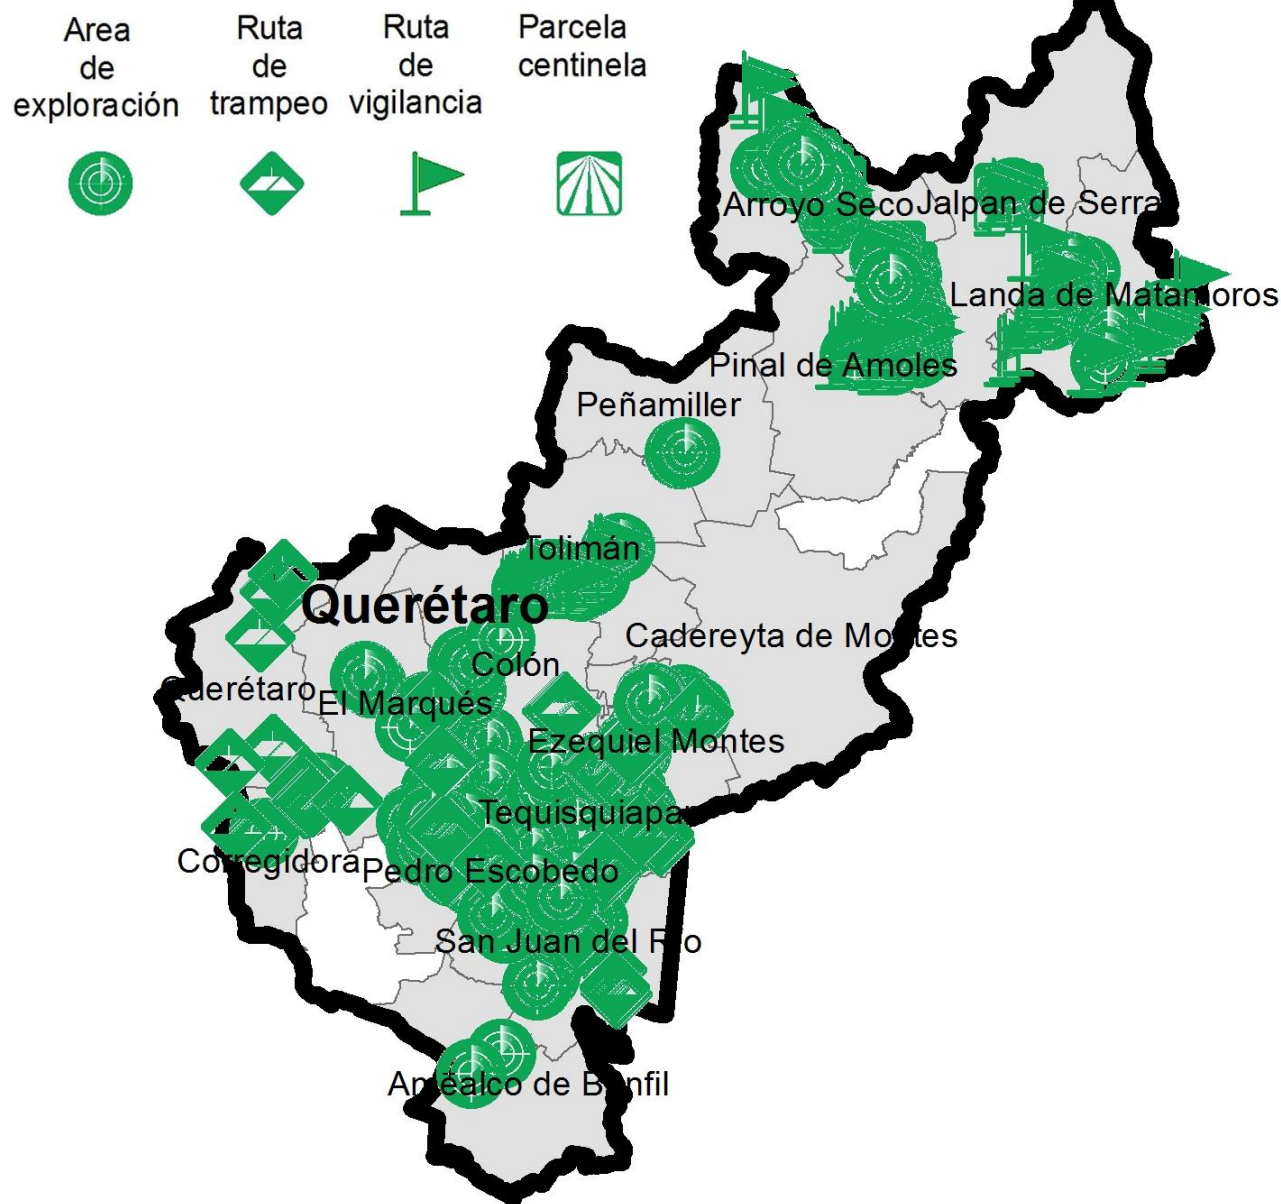 Area
de
exploración
Ruta
de
trampeo
Ruta
de
vigilancia
Parcela
centinela
Arroyo Seco
Jalpan de Serra
Landa de Matamoros
Pinal de Amoles
Peñamiller
Tolimán
Querétaro
Cadereyta de Montes
Colón
Querétaro
El Marqués
Ezequiel Montes
Tequisquiapan
Corregidora
Pedro Escobedo
San Juan del Río
Amealco de Bonfil